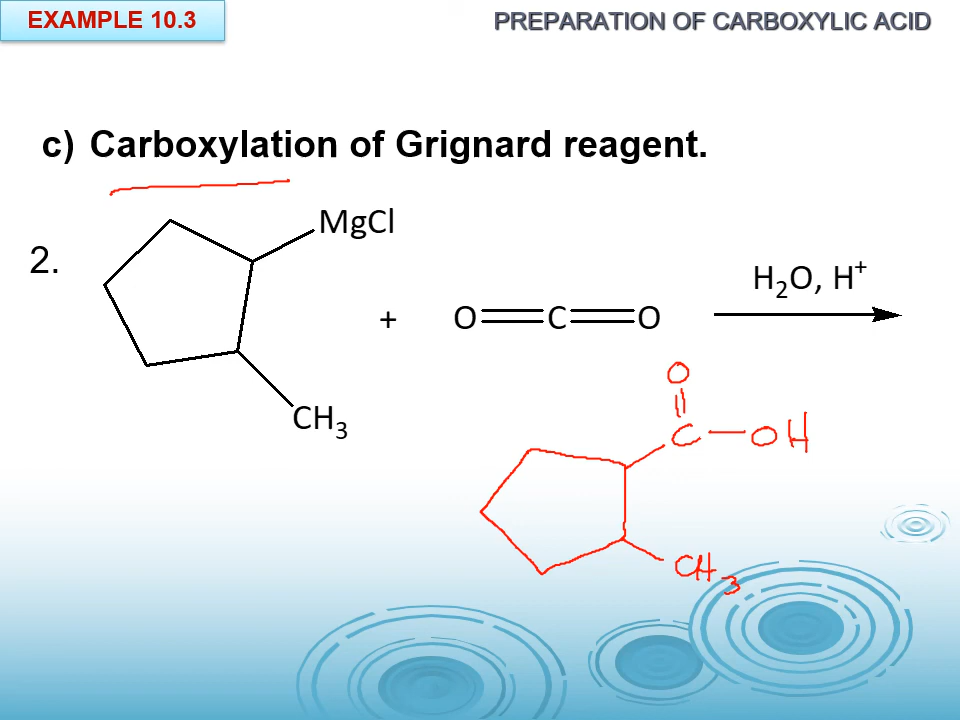 EXAMPLE 10.3
PREPARATION OF CARBOXYLIC ACID
c) Carboxylation of Grignard reagent.
2.
MgCl
CH₃
+
O=C=O
H₂O, H⁺
O
C-OH
CH₃